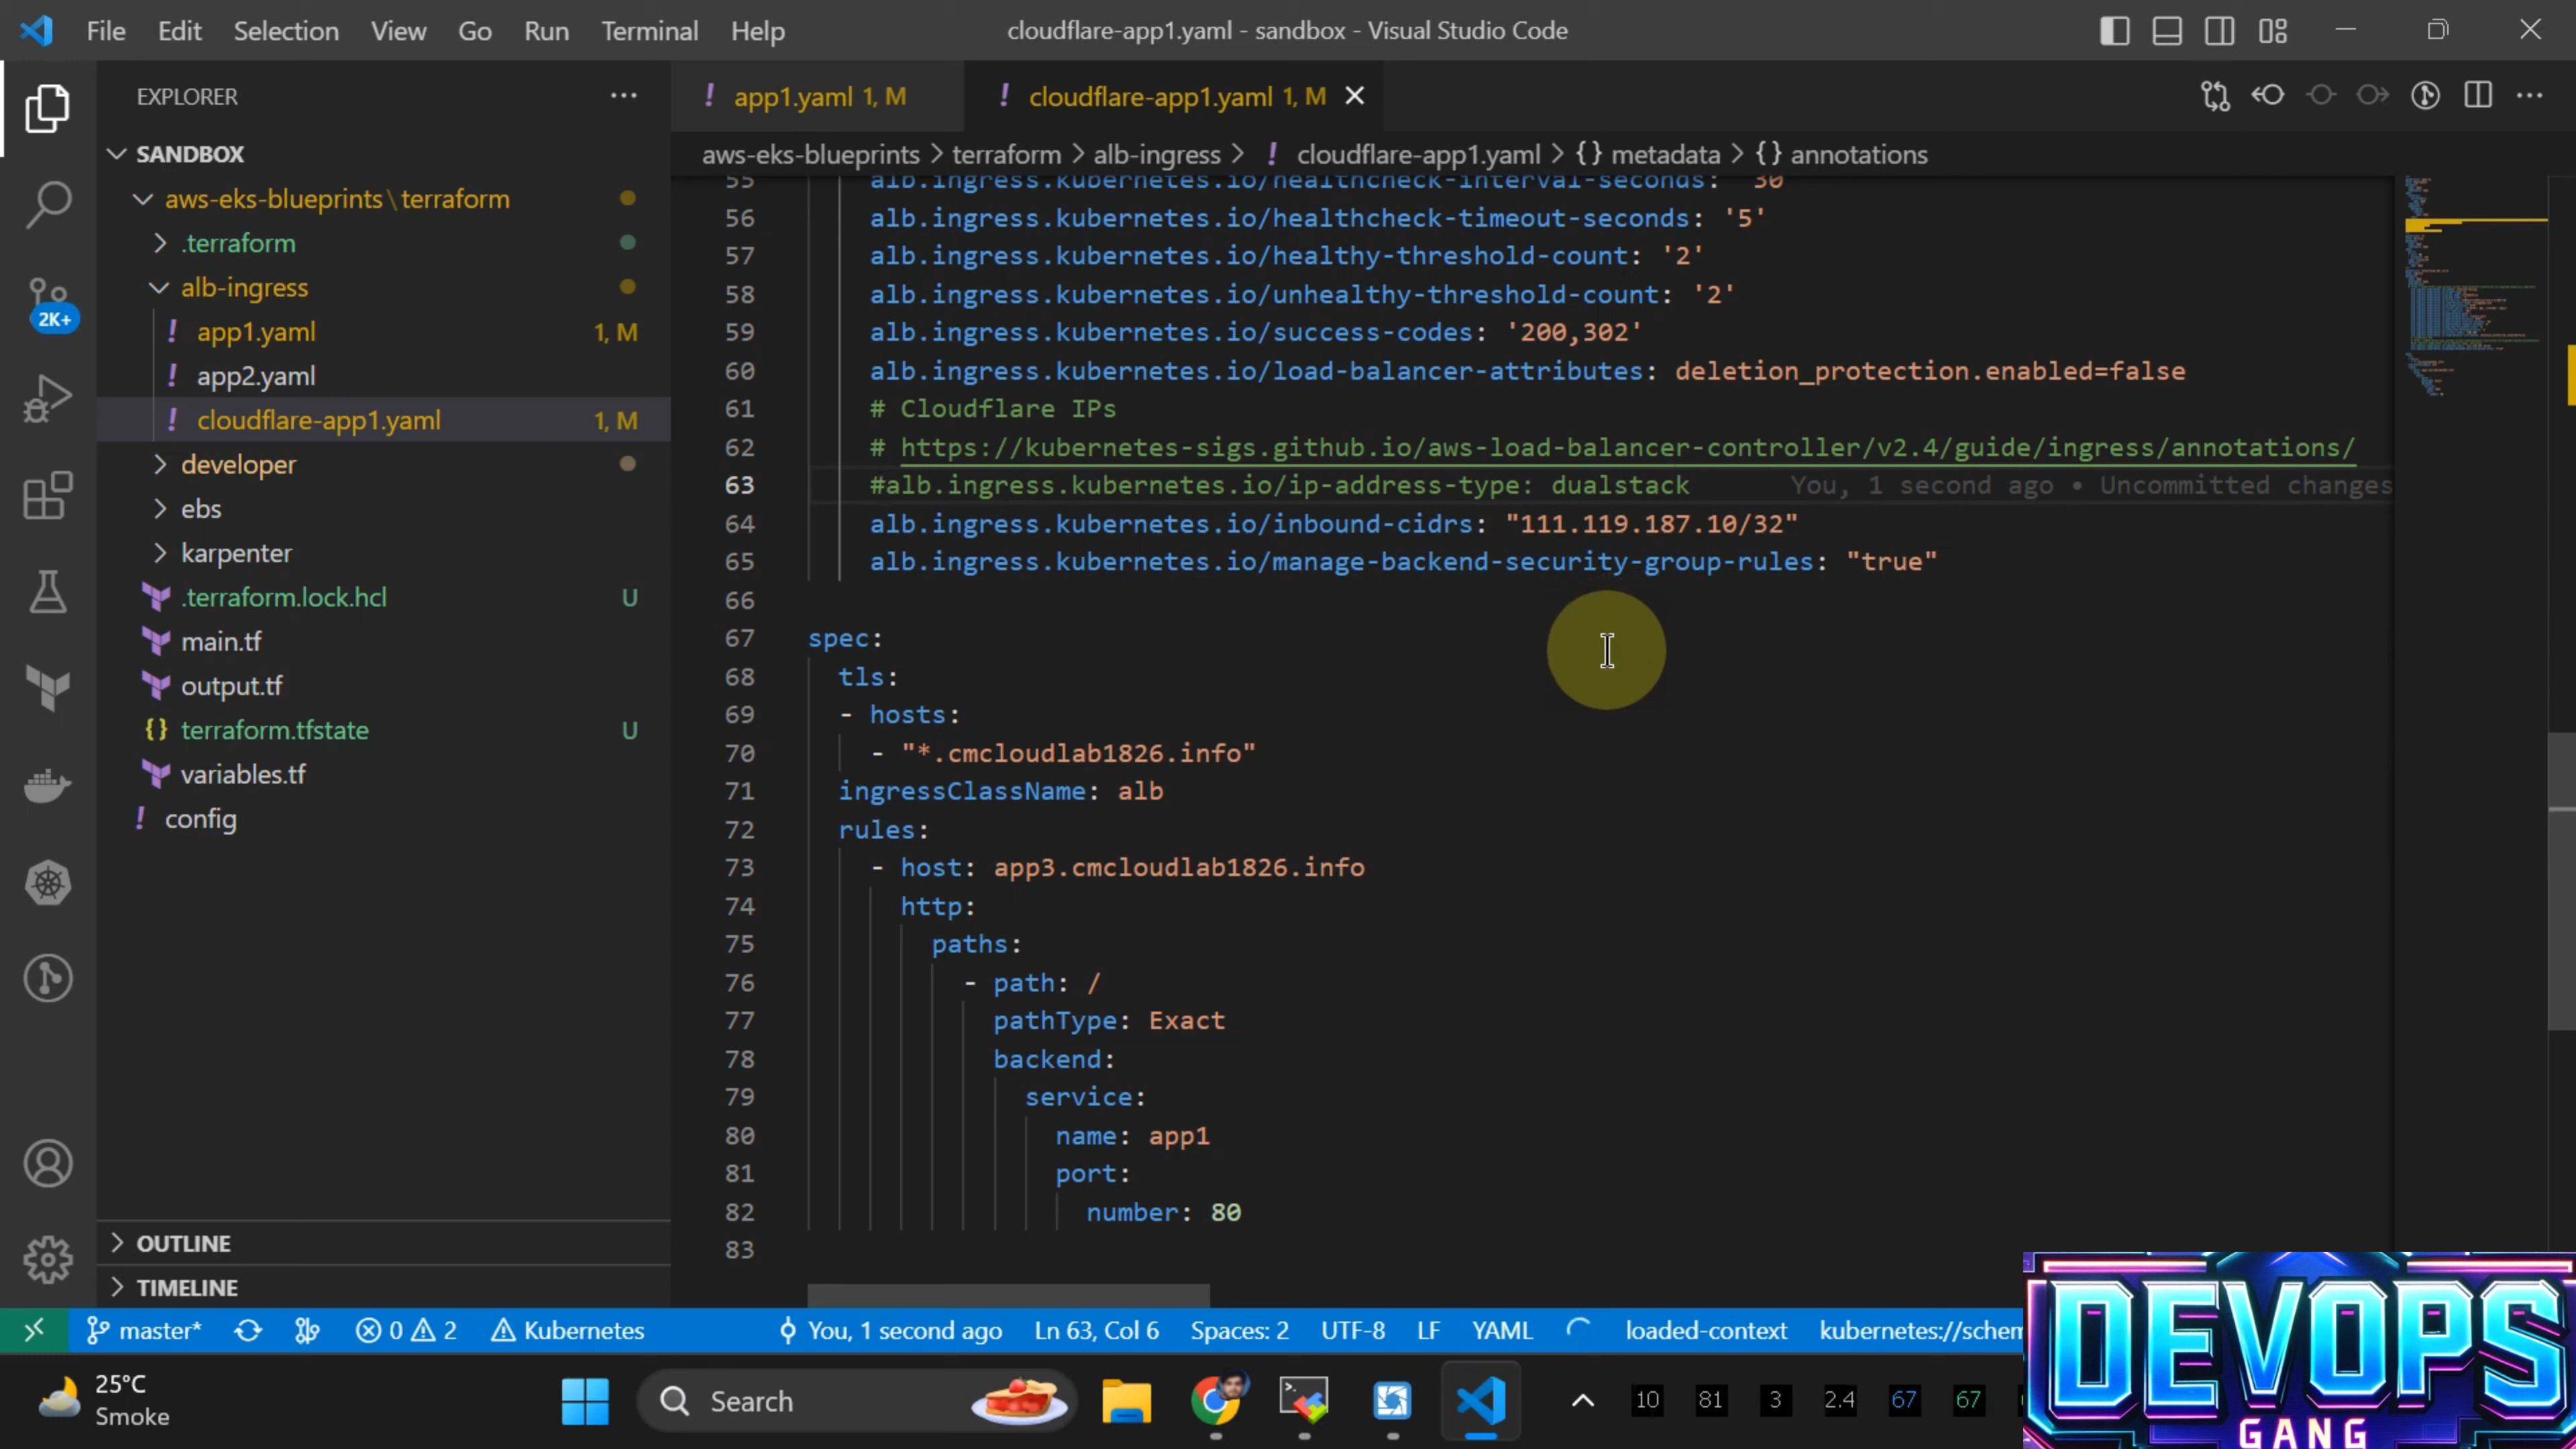 File Edit Selection View Go Run Terminal Help
cloudflare-app1.yaml - sandbox - Visual Studio Code
EXPLORER
SANDBOX
aws-eks-blueprints\terraform
.terraform
alb-ingress
app1.yaml 1, M
app2.yaml
cloudflare-app1.yaml 1, M
developer
ebs
karpenter
.terraform.lock.hcl U
main.tf
output.tf
terraform.tfstate U
variables.tf
config
OUTLINE
TIMELINE
2K+
app1.yaml 1, M
cloudflare-app1.yaml 1, M
aws-eks-blueprints > terraform > alb-ingress > ! cloudflare-app1.yaml > {} metadata > {} annotations
55 alb.ingress.kubernetes.io/healthcheck-interval-seconds: '30'
56 alb.ingress.kubernetes.io/healthcheck-timeout-seconds: '5'
57 alb.ingress.kubernetes.io/healthy-threshold-count: '2'
58 alb.ingress.kubernetes.io/unhealthy-threshold-count: '2'
59 alb.ingress.kubernetes.io/success-codes: '200,302'
60 alb.ingress.kubernetes.io/load-balancer-attributes: deletion_protection.enabled=false
61 # Cloudflare IPs
62 # https://kubernetes-sigs.github.io/aws-load-balancer-controller/v2.4/guide/ingress/annotations/
63 #alb.ingress.kubernetes.io/ip-address-type: dualstack You, 1 second ago • Uncommitted changes
64 alb.ingress.kubernetes.io/inbound-cidrs: "111.119.187.10/32"
65 alb.ingress.kubernetes.io/manage-backend-security-group-rules: "true"
66
67 spec:
68 tls:
69 - hosts:
70 - "*.cmcloudlab1826.info"
71 ingressClassName: alb
72 rules:
73 - host: app3.cmcloudlab1826.info
74 http:
75 paths:
76 - path: /
77 pathType: Exact
78 backend:
79 service:
80 name: app1
81 port:
82 number: 80
83
master* 0 2 Kubernetes You, 1 second ago Ln 63, Col 6 Spaces: 2 UTF-8 LF YAML loaded-context kubernetes://schem
25°C
Smoke
Search
10 81 3 2.4 67 67
DEVOPS
GANG